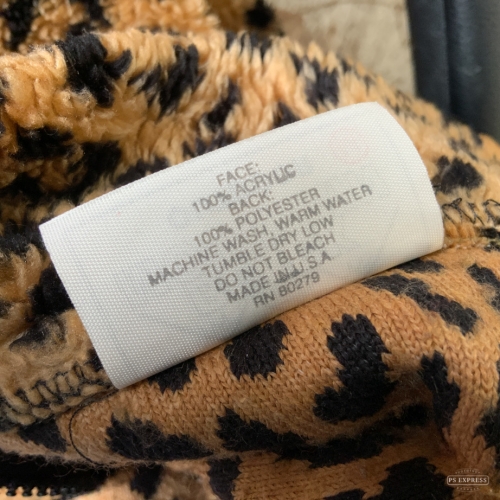 FACE:
100% ACRYLIC
BACK:
100% POLYESTER
MACHINE WASH, WARM WATER
TUMBLE DRY LOW
DO NOT BLEACH
MADE IN U.S.A.
RN 80279
PS EXPRESS